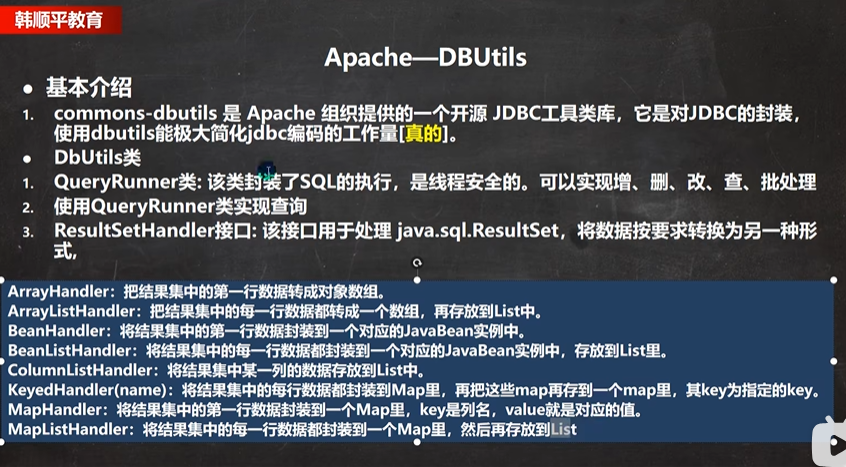 韩顺平教育
Apache—DBUtils
● 基本介绍
1. commons-dbutils 是 Apache 组织提供的一个开源 JDBC工具类库，它是对JDBC的封装，
使用dbutils能极大简化jdbc编码的工作量[真的]。
● DbUtils类
1. QueryRunner类: 该类封装了SQL的执行，是线程安全的。可以实现增、删、改、查、批处理
2. 使用QueryRunner类实现查询
3. ResultSetHandler接口: 该接口用于处理 java.sql.ResultSet，将数据按要求转换为另一种形
式,
ArrayHandler：把结果集中的第一行数据转成对象数组。
ArrayListHandler：把结果集中的每一行数据都转成一个数组，再存放到List中。
BeanHandler：将结果集中的第一行数据封装到一个对应的JavaBean实例中。
BeanListHandler：将结果集中的每一行数据都封装到一个对应的JavaBean实例中，存放到List里。
ColumnListHandler：将结果集中某一列的数据存放到List中。
KeyedHandler(name)：将结果集中的每行数据都封装到Map里，再把这些map再存到一个map里，其key为指定的key。
MapHandler：将结果集中的第一行数据封装到一个Map里，key是列名，value就是对应的值。
MapListHandler：将结果集中的每一行数据都封装到一个Map里，然后再存放到List